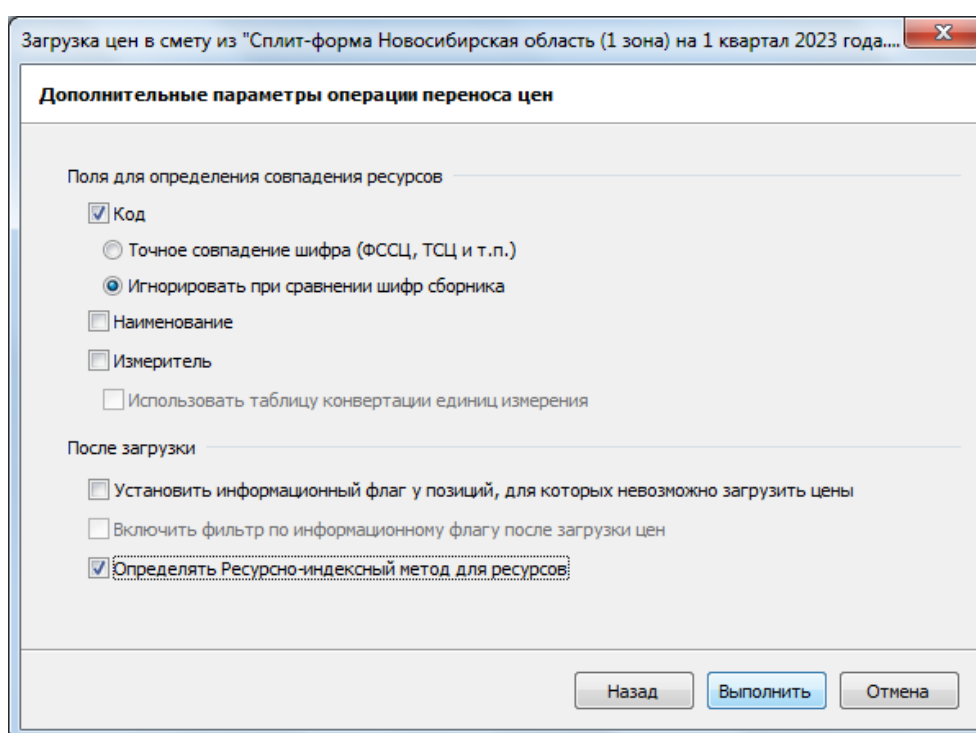 Загрузка цен в смету из "Сплит-форма Новосибирская область (1 зона) на 1 квартал 2023 года....
Дополнительные параметры операции переноса цен
Поля для определения совпадения ресурсов
Код
Точное совпадение шифра (ФССЦ, ТСЦ и т.п.)
Игнорировать при сравнении шифр сборника
Наименование
Измеритель
Использовать таблицу конвертации единиц измерения
После загрузки
Установить информационный флаг у позиций, для которых невозможно загрузить цены
Включить фильтр по информационному флагу после загрузки цен
Определять Ресурсно-индексный метод для ресурсов
Назад Выполнить Отмена